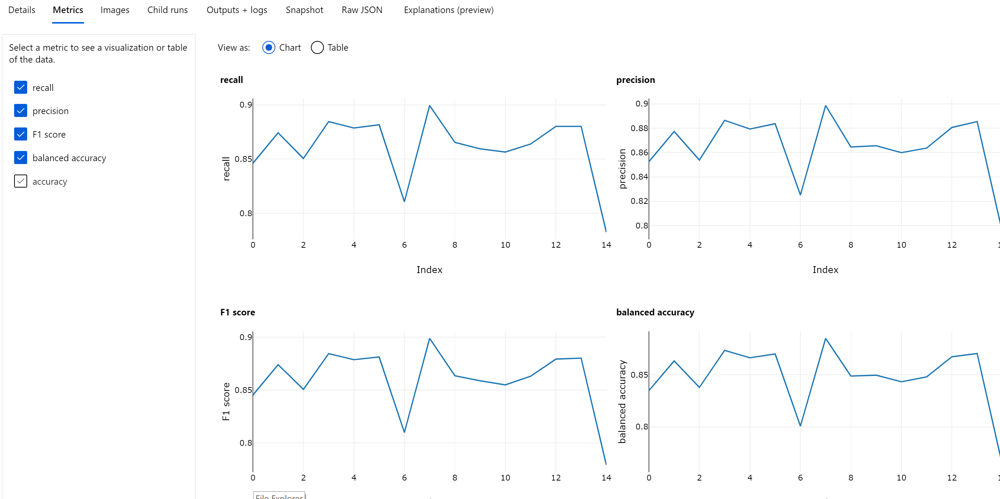 Details Metrics Images Child runs Outputs + logs Snapshot Raw JSON Explanations (preview)
Select a metric to see a visualization or table
of the data.
recall
precision
F1 score
balanced accuracy
accuracy
View as: Chart Table
recall
0.9
0.85
0.8
recall
0 2 4 6 8 10 12 14
Index
precision
0.9
0.88
0.86
0.84
0.82
0.8
precision
0 2 4 6 8 10 12
Index
F1 score
0.9
0.85
0.8
F1 score
0 2 4 6 8 10 12 14
balanced accuracy
0.85
0.8
balanced accuracy
0 2 4 6 8 10 12
File Explorer